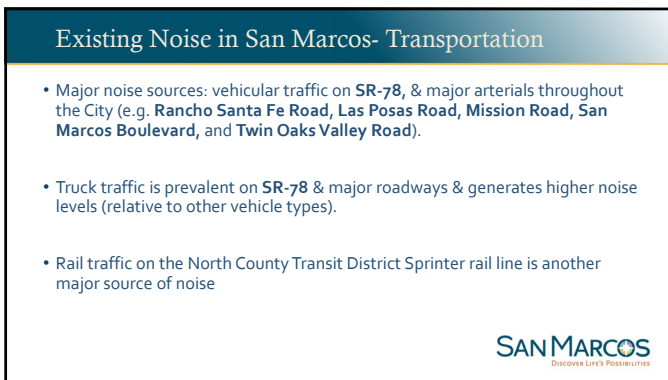 Existing Noise in San Marcos- Transportation
• Major noise sources: vehicular traffic on SR-78, & major arterials throughout
the City (e.g. Rancho Santa Fe Road, Las Posas Road, Mission Road, San
Marcos Boulevard, and Twin Oaks Valley Road).
• Truck traffic is prevalent on SR-78 & major roadways & generates higher noise
levels (relative to other vehicle types).
• Rail traffic on the North County Transit District Sprinter rail line is another
major source of noise
SAN MARCOS
DISCOVER LIFE'S POSSIBILITIES